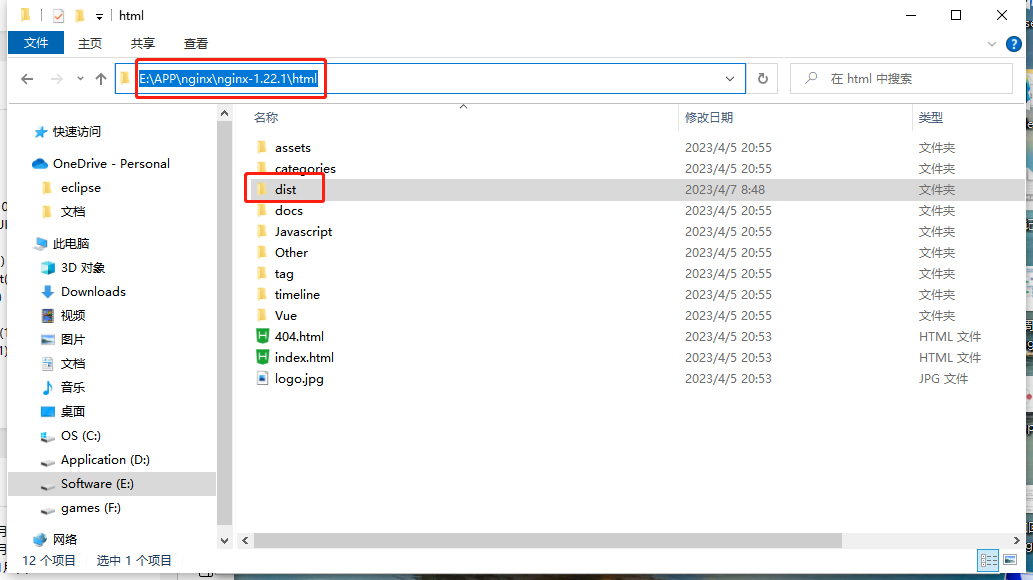 html
文件 主页 共享 查看
E:\APP\nginx\nginx-1.22.1\html
在 html 中搜索
名称 修改日期 类型
快速访问
OneDrive - Personal
eclipse
文档
此电脑
3D 对象
Downloads
视频
图片
文档
音乐
桌面
OS (C:)
Application (D:)
Software (E:)
games (F:)
网络
assets 2023/4/5 20:55 文件夹
categories 2023/4/5 20:55 文件夹
dist 2023/4/7 8:48 文件夹
docs 2023/4/5 20:55 文件夹
Javascript 2023/4/5 20:55 文件夹
Other 2023/4/5 20:55 文件夹
tag 2023/4/5 20:55 文件夹
timeline 2023/4/5 20:55 文件夹
Vue 2023/4/5 20:55 文件夹
404.html 2023/4/5 20:53 HTML 文件
index.html 2023/4/5 20:53 HTML 文件
logo.jpg 2023/4/5 20:53 JPG 文件
12 个项目 选中 1 个项目